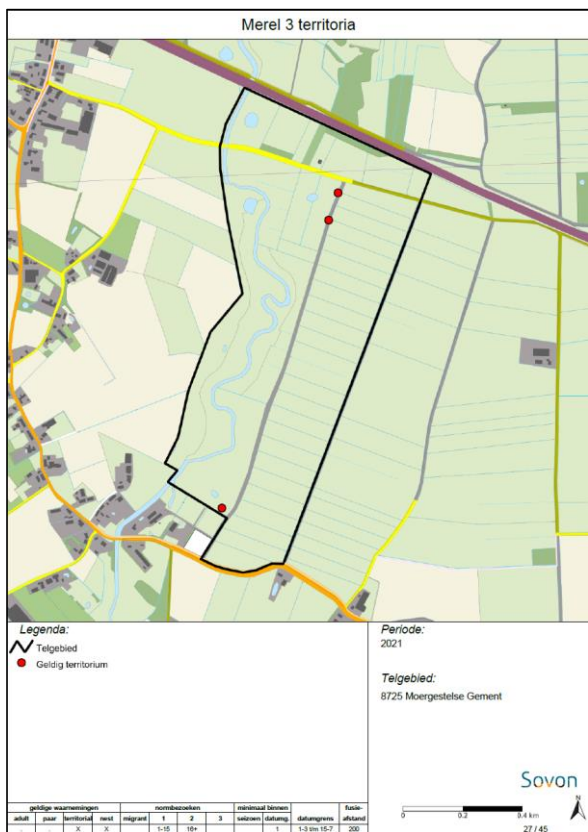 Merel 3 territoria
Legenda:
Telgebied
Geldig territorium
Periode:
2021
Telgebied:
8725 Moergestelse Gement
Sovon
N
0 0.2 0.4 km
27 / 45
geldige waarnemingen normbezoeken minimaal binnen fusie-
adult paar territoriaal nest migrant 1 2 3 seizoen datumg. datumgrens afstand
. . X X 1-15 16+ 1 1-3 t/m 15-7 200